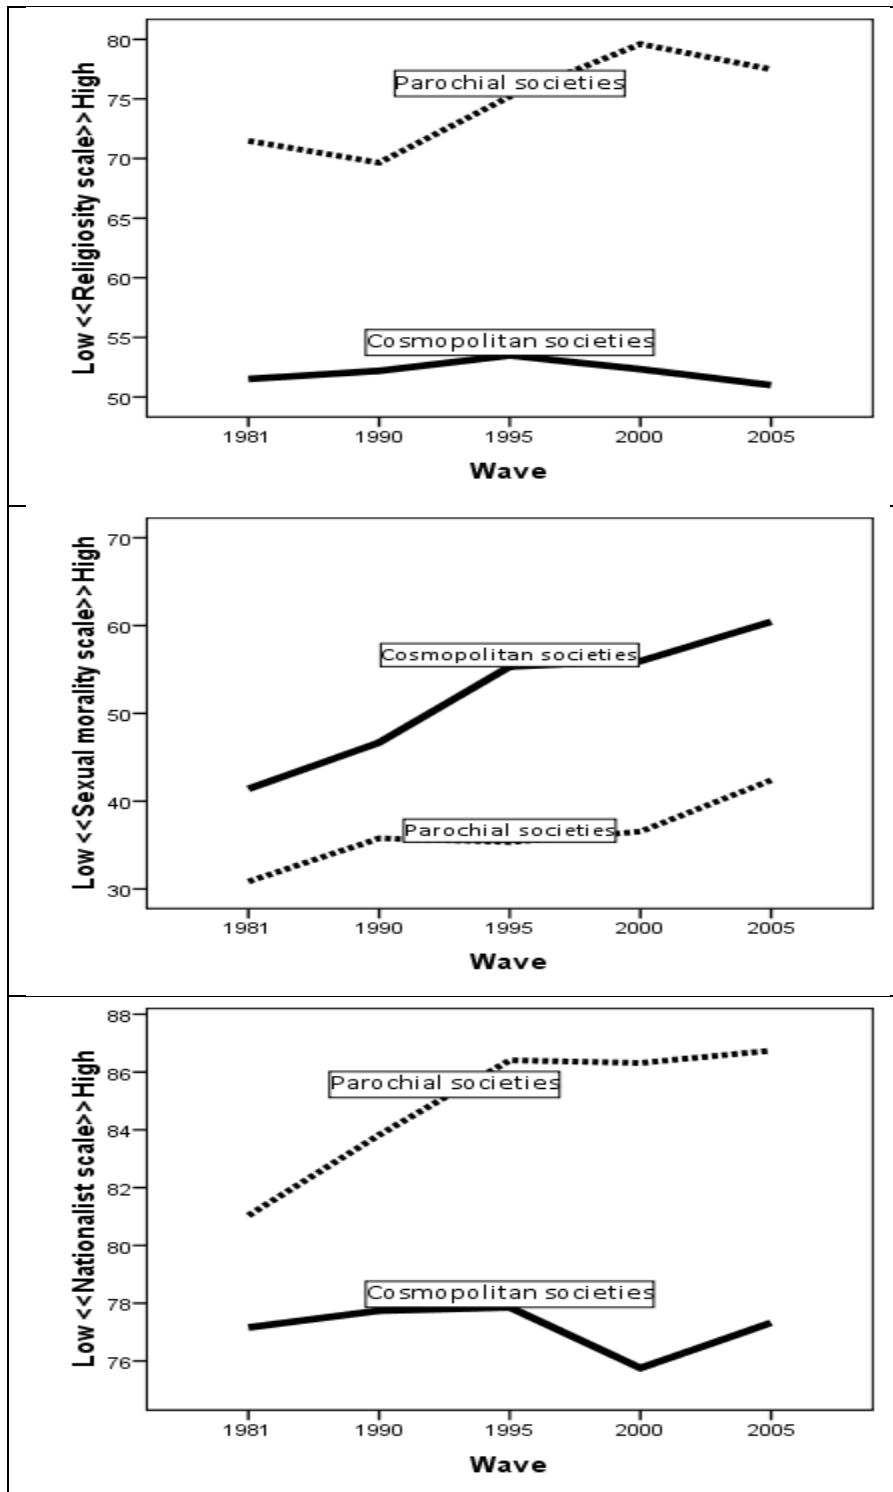 Low <<Religiosity scale>>High
80
75
70
65
60
55
50
Parochial societies
Cosmopolitan societies
1981 1990 1995 2000 2005
Wave
Low <<Sexual morality scale>>High
70
60
50
40
30
Cosmopolitan societies
Parochial societies
1981 1990 1995 2000 2005
Wave
Low <<Nationalist scale>>High
88
86
84
82
80
78
76
Parochial societies
Cosmopolitan societies
1981 1990 1995 2000 2005
Wave